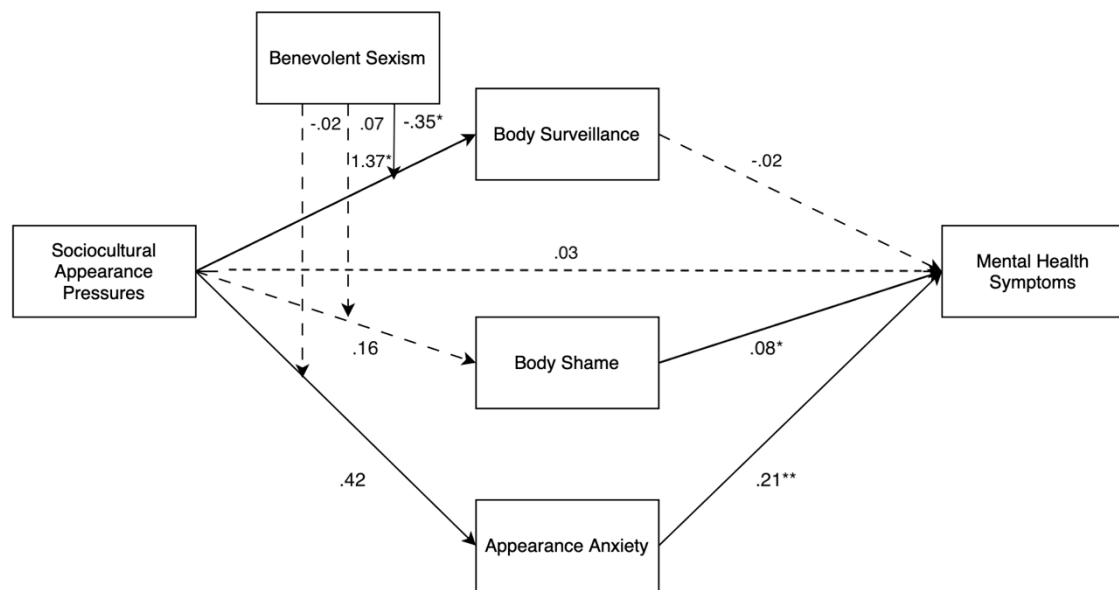 Benevolent Sexism
-.02
.07
-.35*
1.37*
Body Surveillance
-.02
Sociocultural
Appearance
Pressures
.03
Mental Health
Symptoms
.16
Body Shame
.08*
.42
.21**
Appearance Anxiety